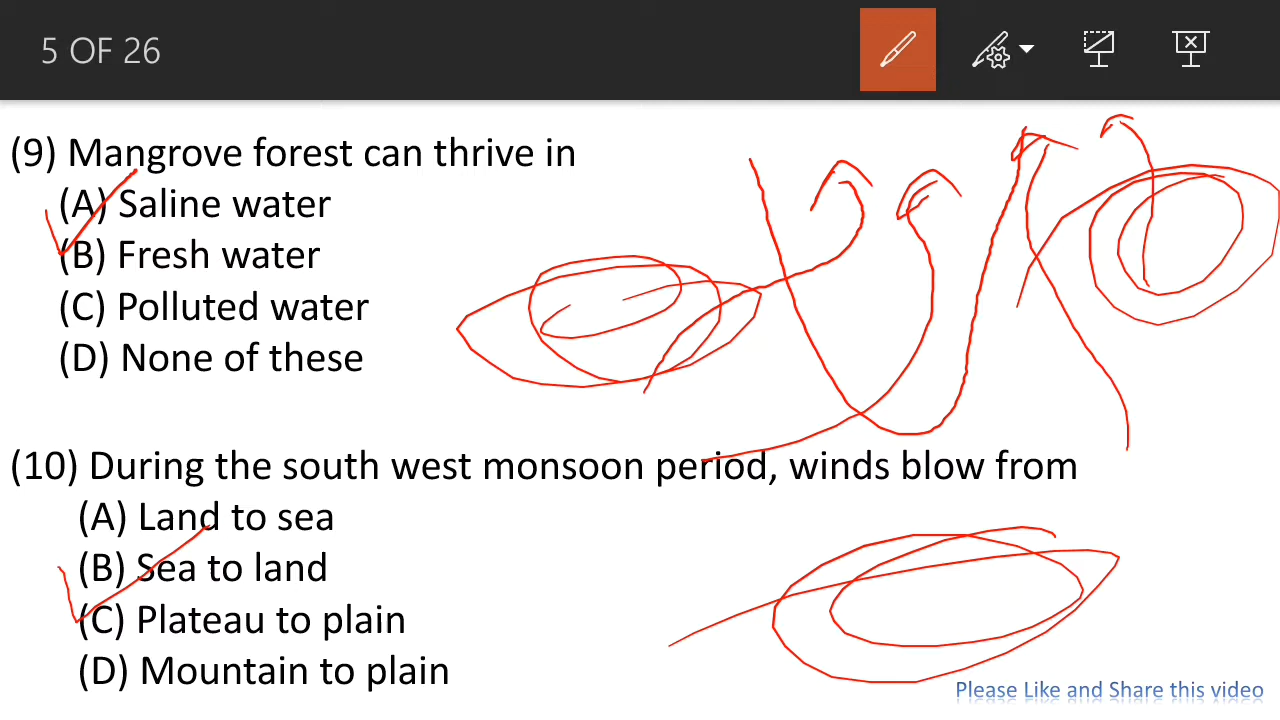 5 OF 26
(9) Mangrove forest can thrive in
(A) Saline water
(B) Fresh water
(C) Polluted water
(D) None of these
(10) During the south west monsoon period, winds blow from
(A) Land to sea
(B) Sea to land
(C) Plateau to plain
(D) Mountain to plain
Please Like and Share this video